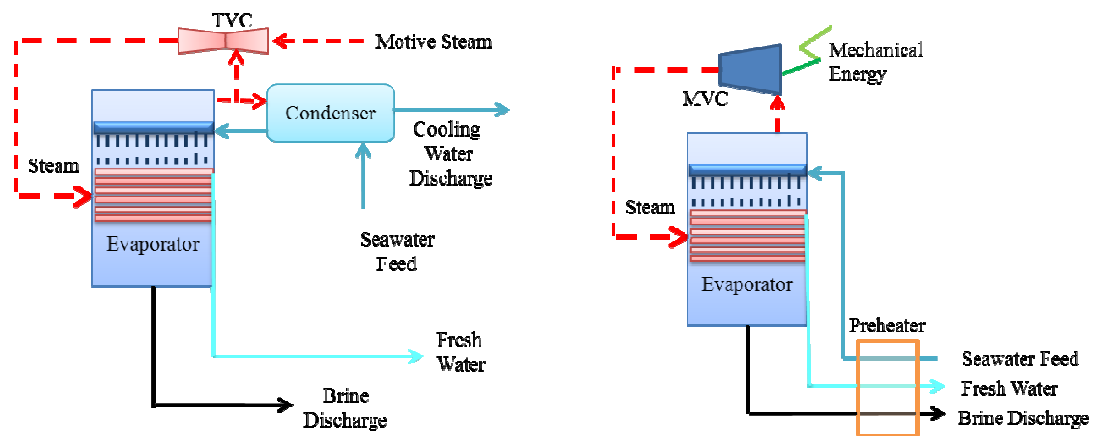 TVC
Motive Steam
Condenser
Cooling
Water
Discharge
Steam
Evaporator
Seawater
Feed
Fresh
Water
Brine
Discharge
Mechanical
Energy
MVC
Steam
Evaporator
Preheater
Seawater Feed
Fresh Water
Brine Discharge